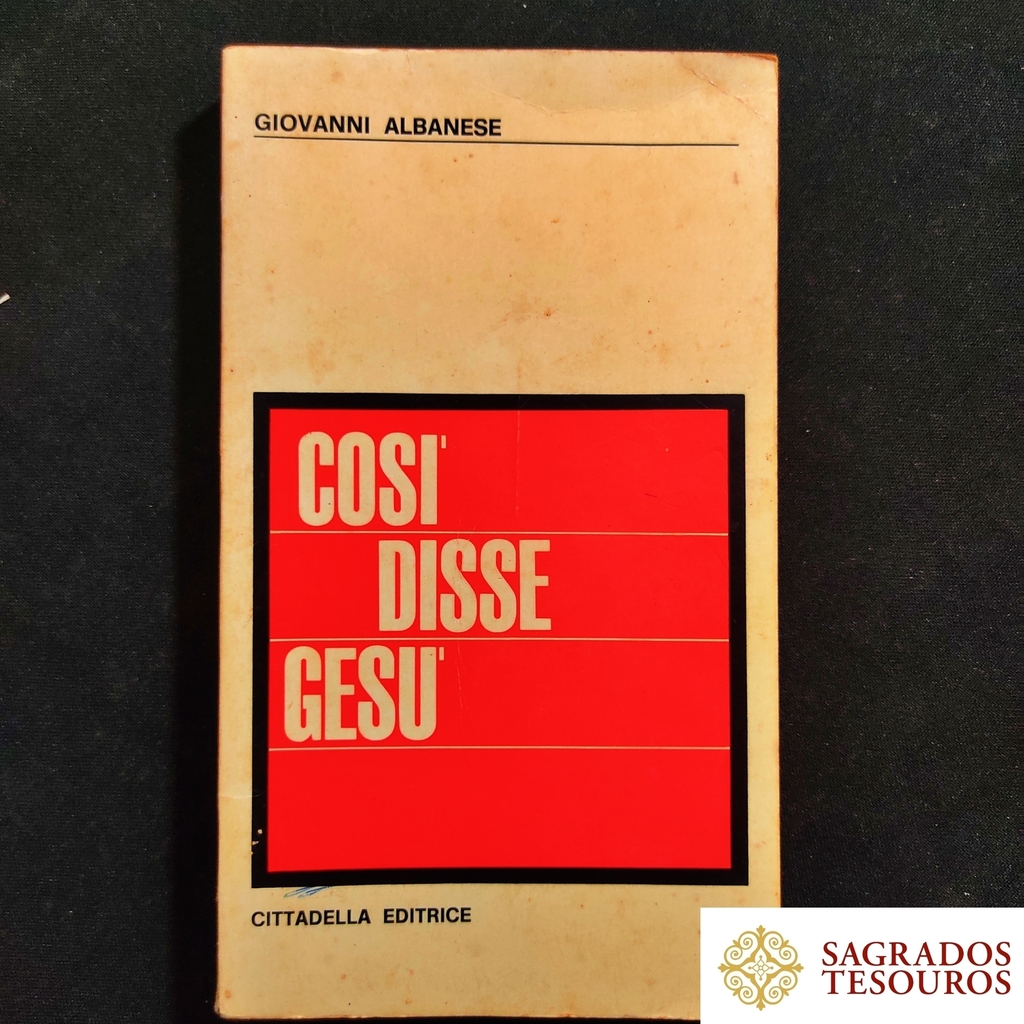 GIOVANNI ALBANESE
COSI'
DISSE
GESU'
CITTADELLA EDITRICE
SAGRADOS
TESOUROS